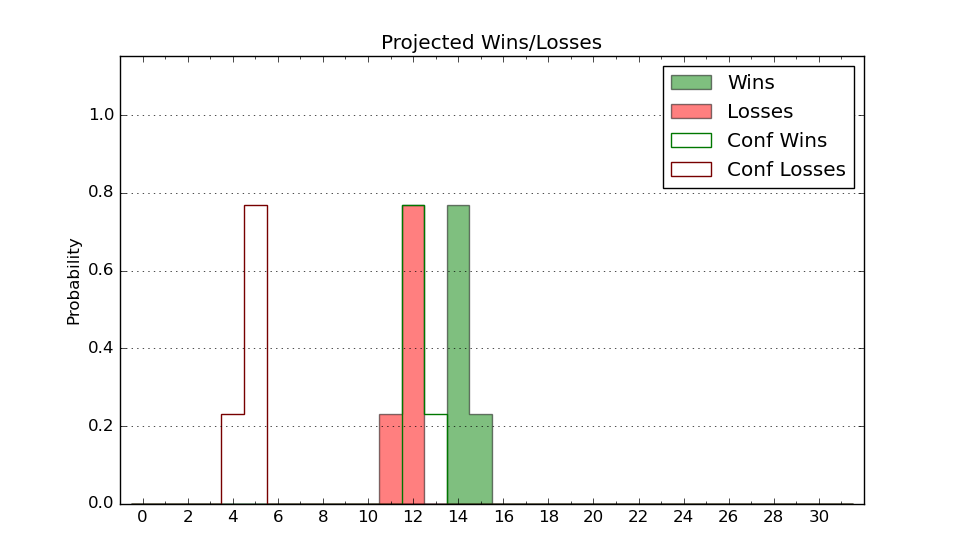 Projected Wins/Losses
Wins
Losses
Conf Wins
Conf Losses
Probability
1.0
0.8
0.6
0.4
0.2
0.0
0 2 4 6 8 10 12 14 16 18 20 22 24 26 28 30